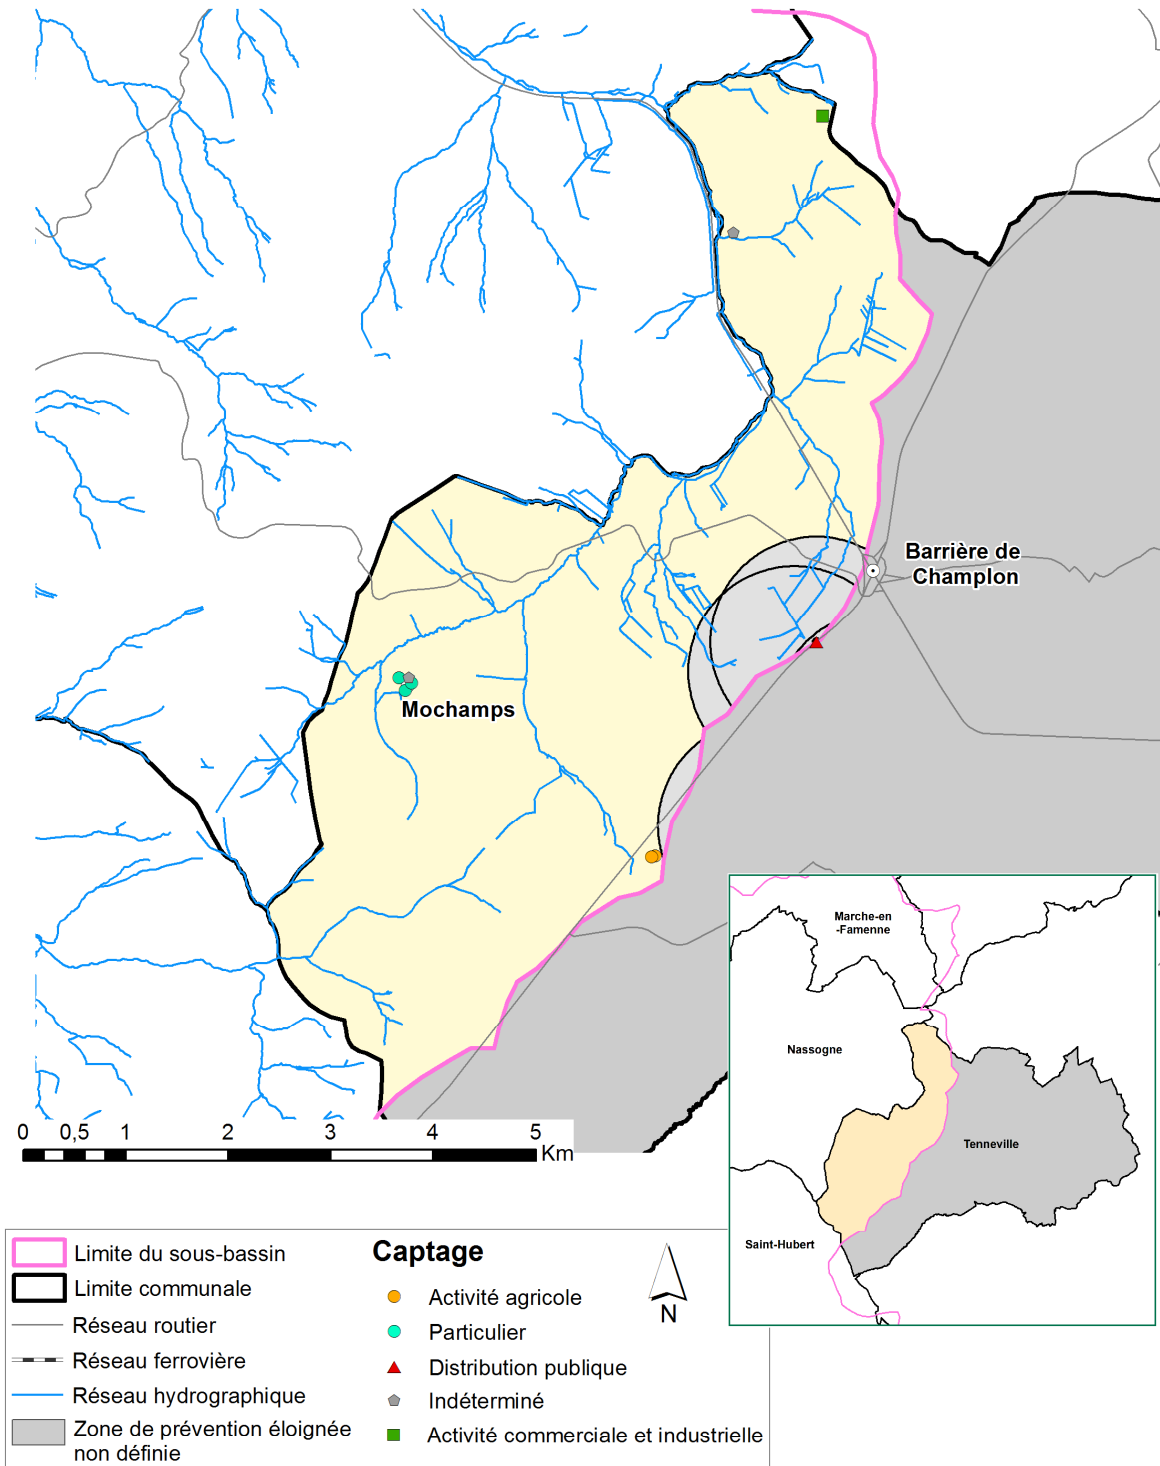 Barrière de
Champlon
Mochamps
0 0,5 1 2 3 4 5
Km
Marche-en
-Famenne
Nassogne
Tenneville
Saint-Hubert
Limite du sous-bassin
Limite communale
Réseau routier
Réseau ferrovière
Réseau hydrographique
Zone de prévention éloignée
non définie
Captage
Activité agricole
Particulier
Distribution publique
Indéterminé
Activité commerciale et industrielle
N